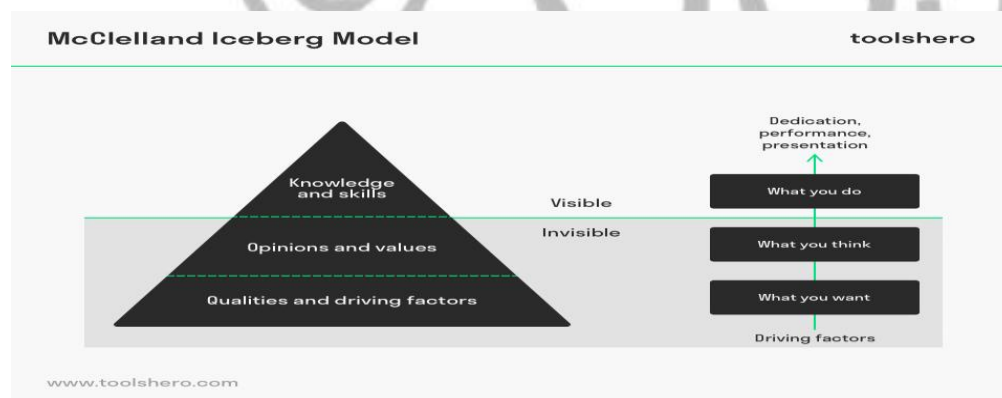 McClelland Iceberg Model
toolshero
Knowledge
and skills
Opinions and values
Qualities and driving factors
Visible
Invisible
Dedication,
performance,
presentation
What you do
What you think
What you want
Driving factors
www.toolshero.com